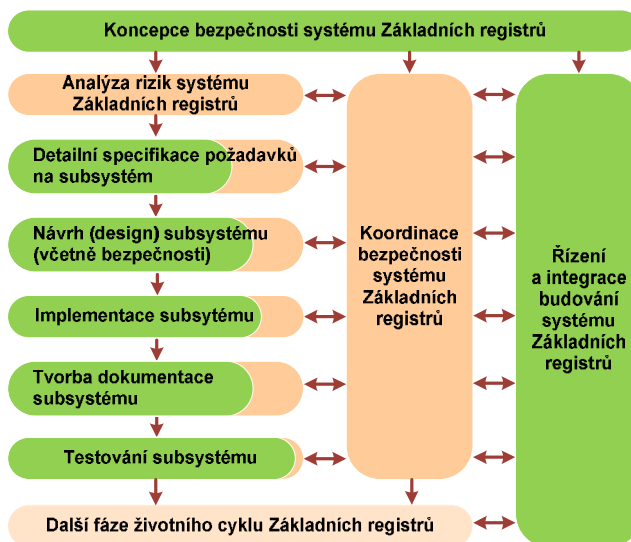 Koncepce bezpečnosti systému Základních registrů
Analýza rizik systému
Základních registrů
Detailní specifikace požadavků
na subsystém
Návrh (design) subsystému
(včetně bezpečnosti)
Implementace subsytému
Tvorba dokumentace
subsystému
Testování subsystému
Další fáze životního cyklu Základních registrů
Koordinace
bezpečnosti
systému
Základních
registrů
Řízení
a integrace
budování
systému
Základních
registrů